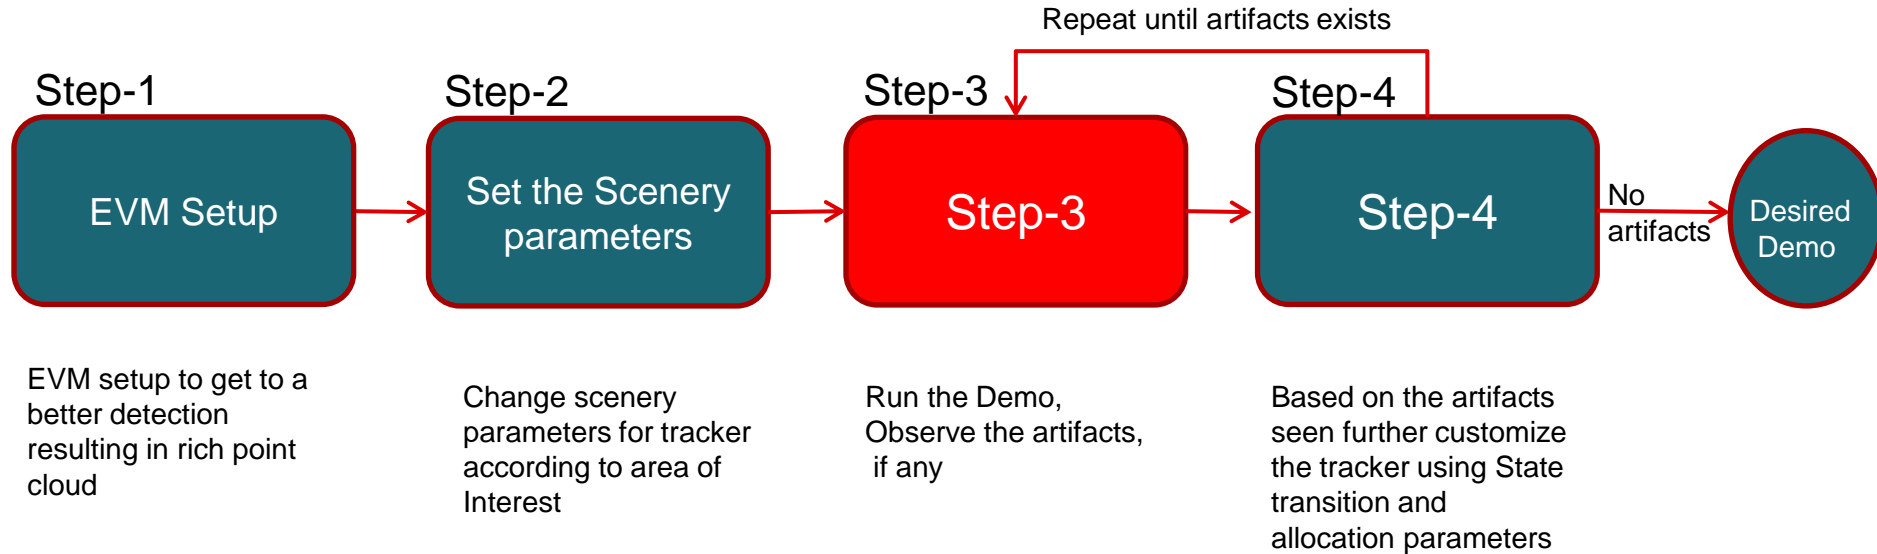 Repeat until artifacts exists
Step-1
Step-2
Step-3
Step-4
EVM Setup
Set the Scenery
parameters
Step-3
Step-4
No
artifacts
Desired
Demo
EVM setup to get to a
better detection
resulting in rich point
cloud
Change scenery
parameters for tracker
according to area of
Interest
Run the Demo,
Observe the artifacts,
if any
Based on the artifacts
seen further customize
the tracker using State
transition and
allocation parameters